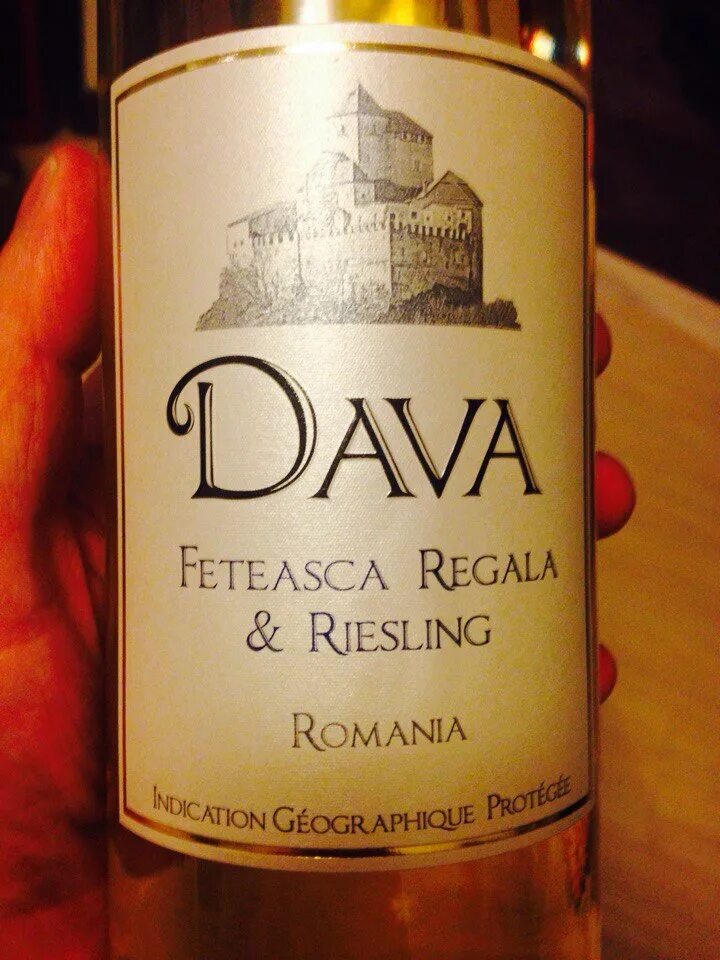 DAVA
FETEASCA REGALA
& RIESLING
ROMANIA
INDICATION GÉOGRAPHIQUE PROTÉGÉE